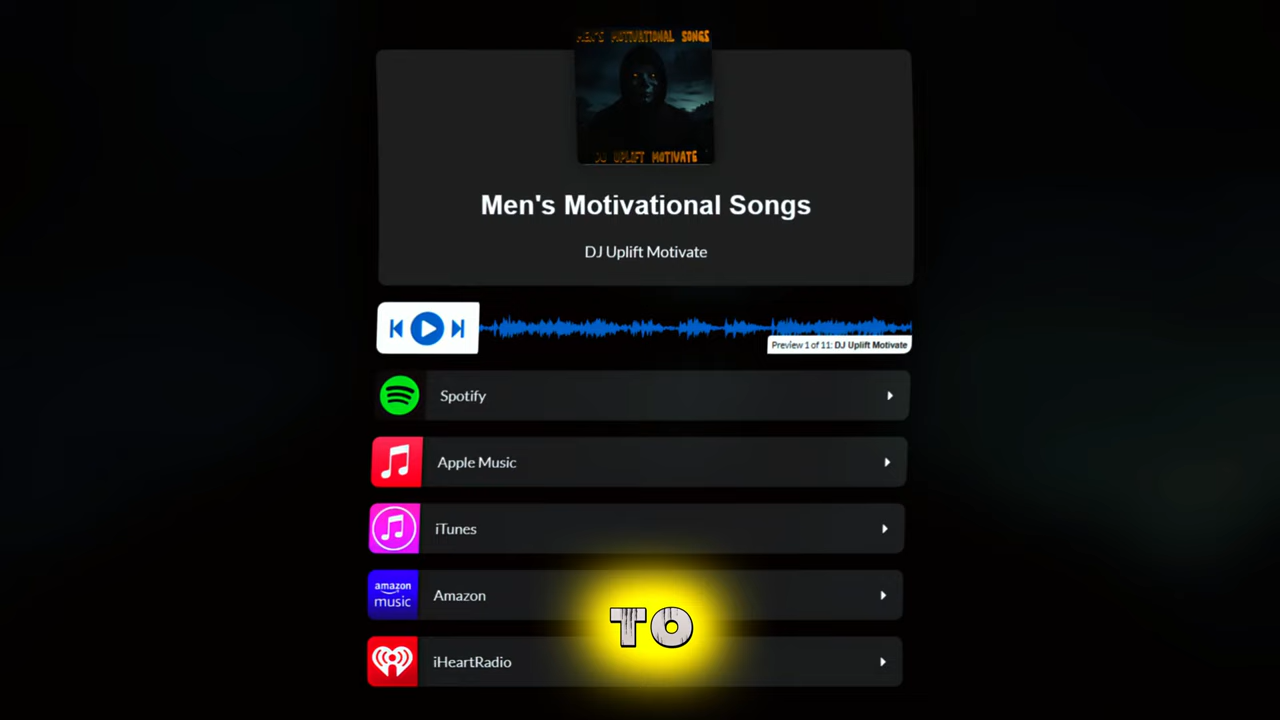 MEN'S MOTIVATIONAL SONGS
DJ UPLIFT MOTIVATE
Men's Motivational Songs
DJ Uplift Motivate
Preview 1 of 11: DJ Uplift Motivate
Spotify
Apple Music
iTunes
amazon
music
Amazon
TO
iHeartRadio